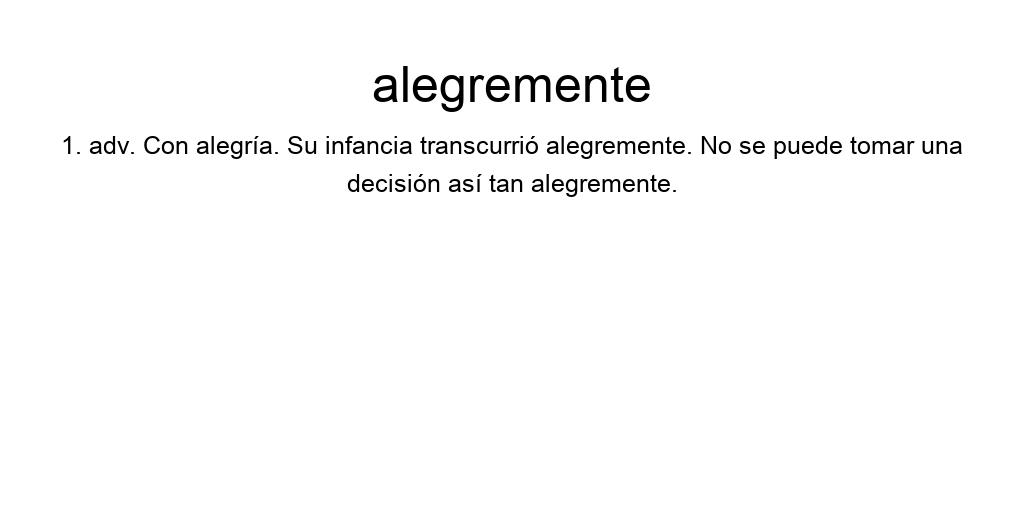 alegremente
1. adv. Con alegría. Su infancia transcurrió alegremente. No se puede tomar una
decisión así tan alegremente.